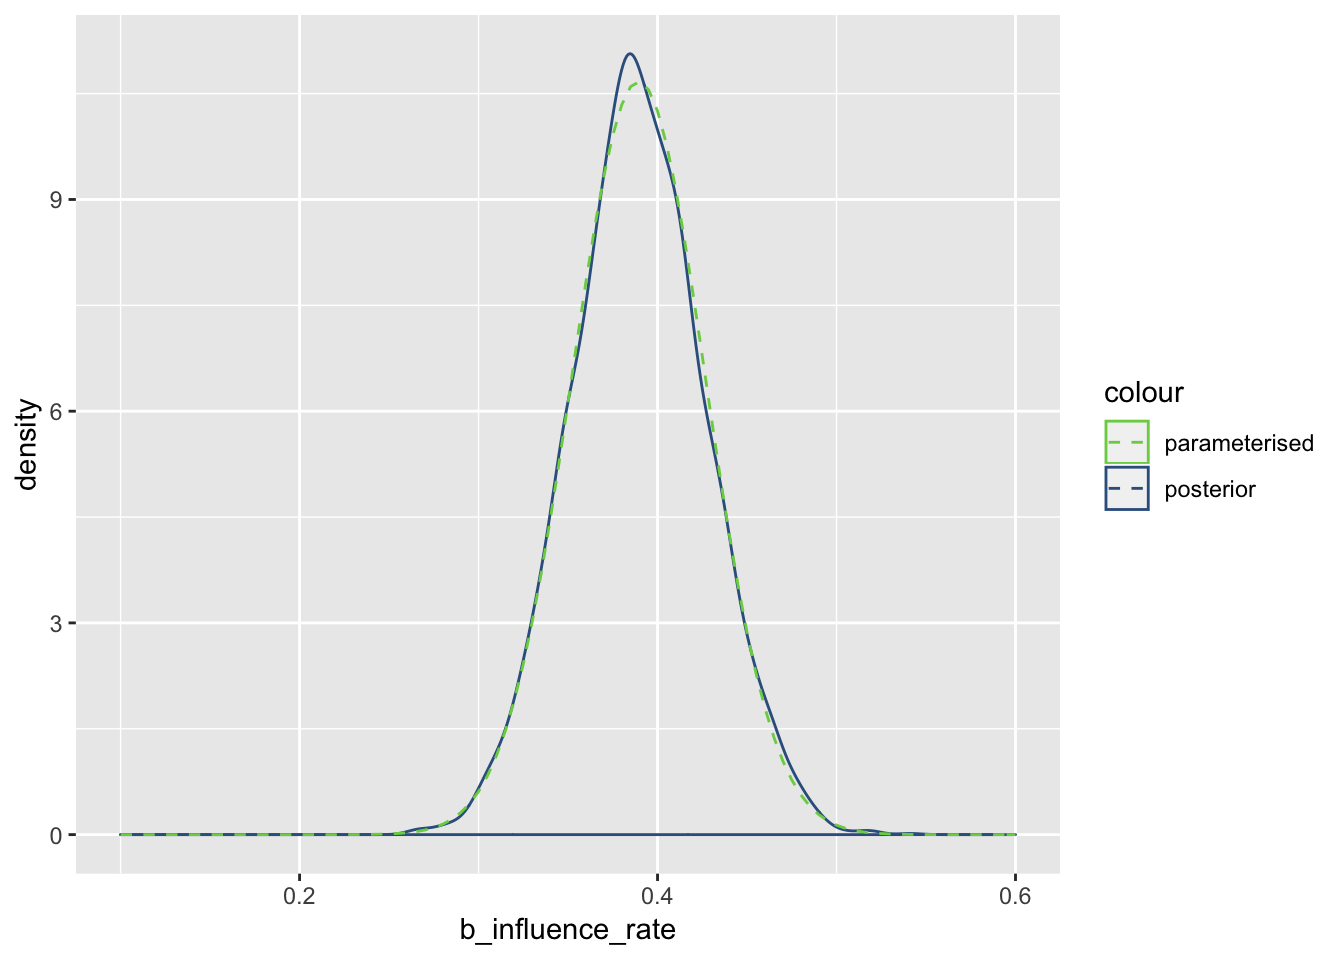 9
6
3
0
density
0.2
0.4
0.6
b_influence_rate
colour
parameterised
posterior